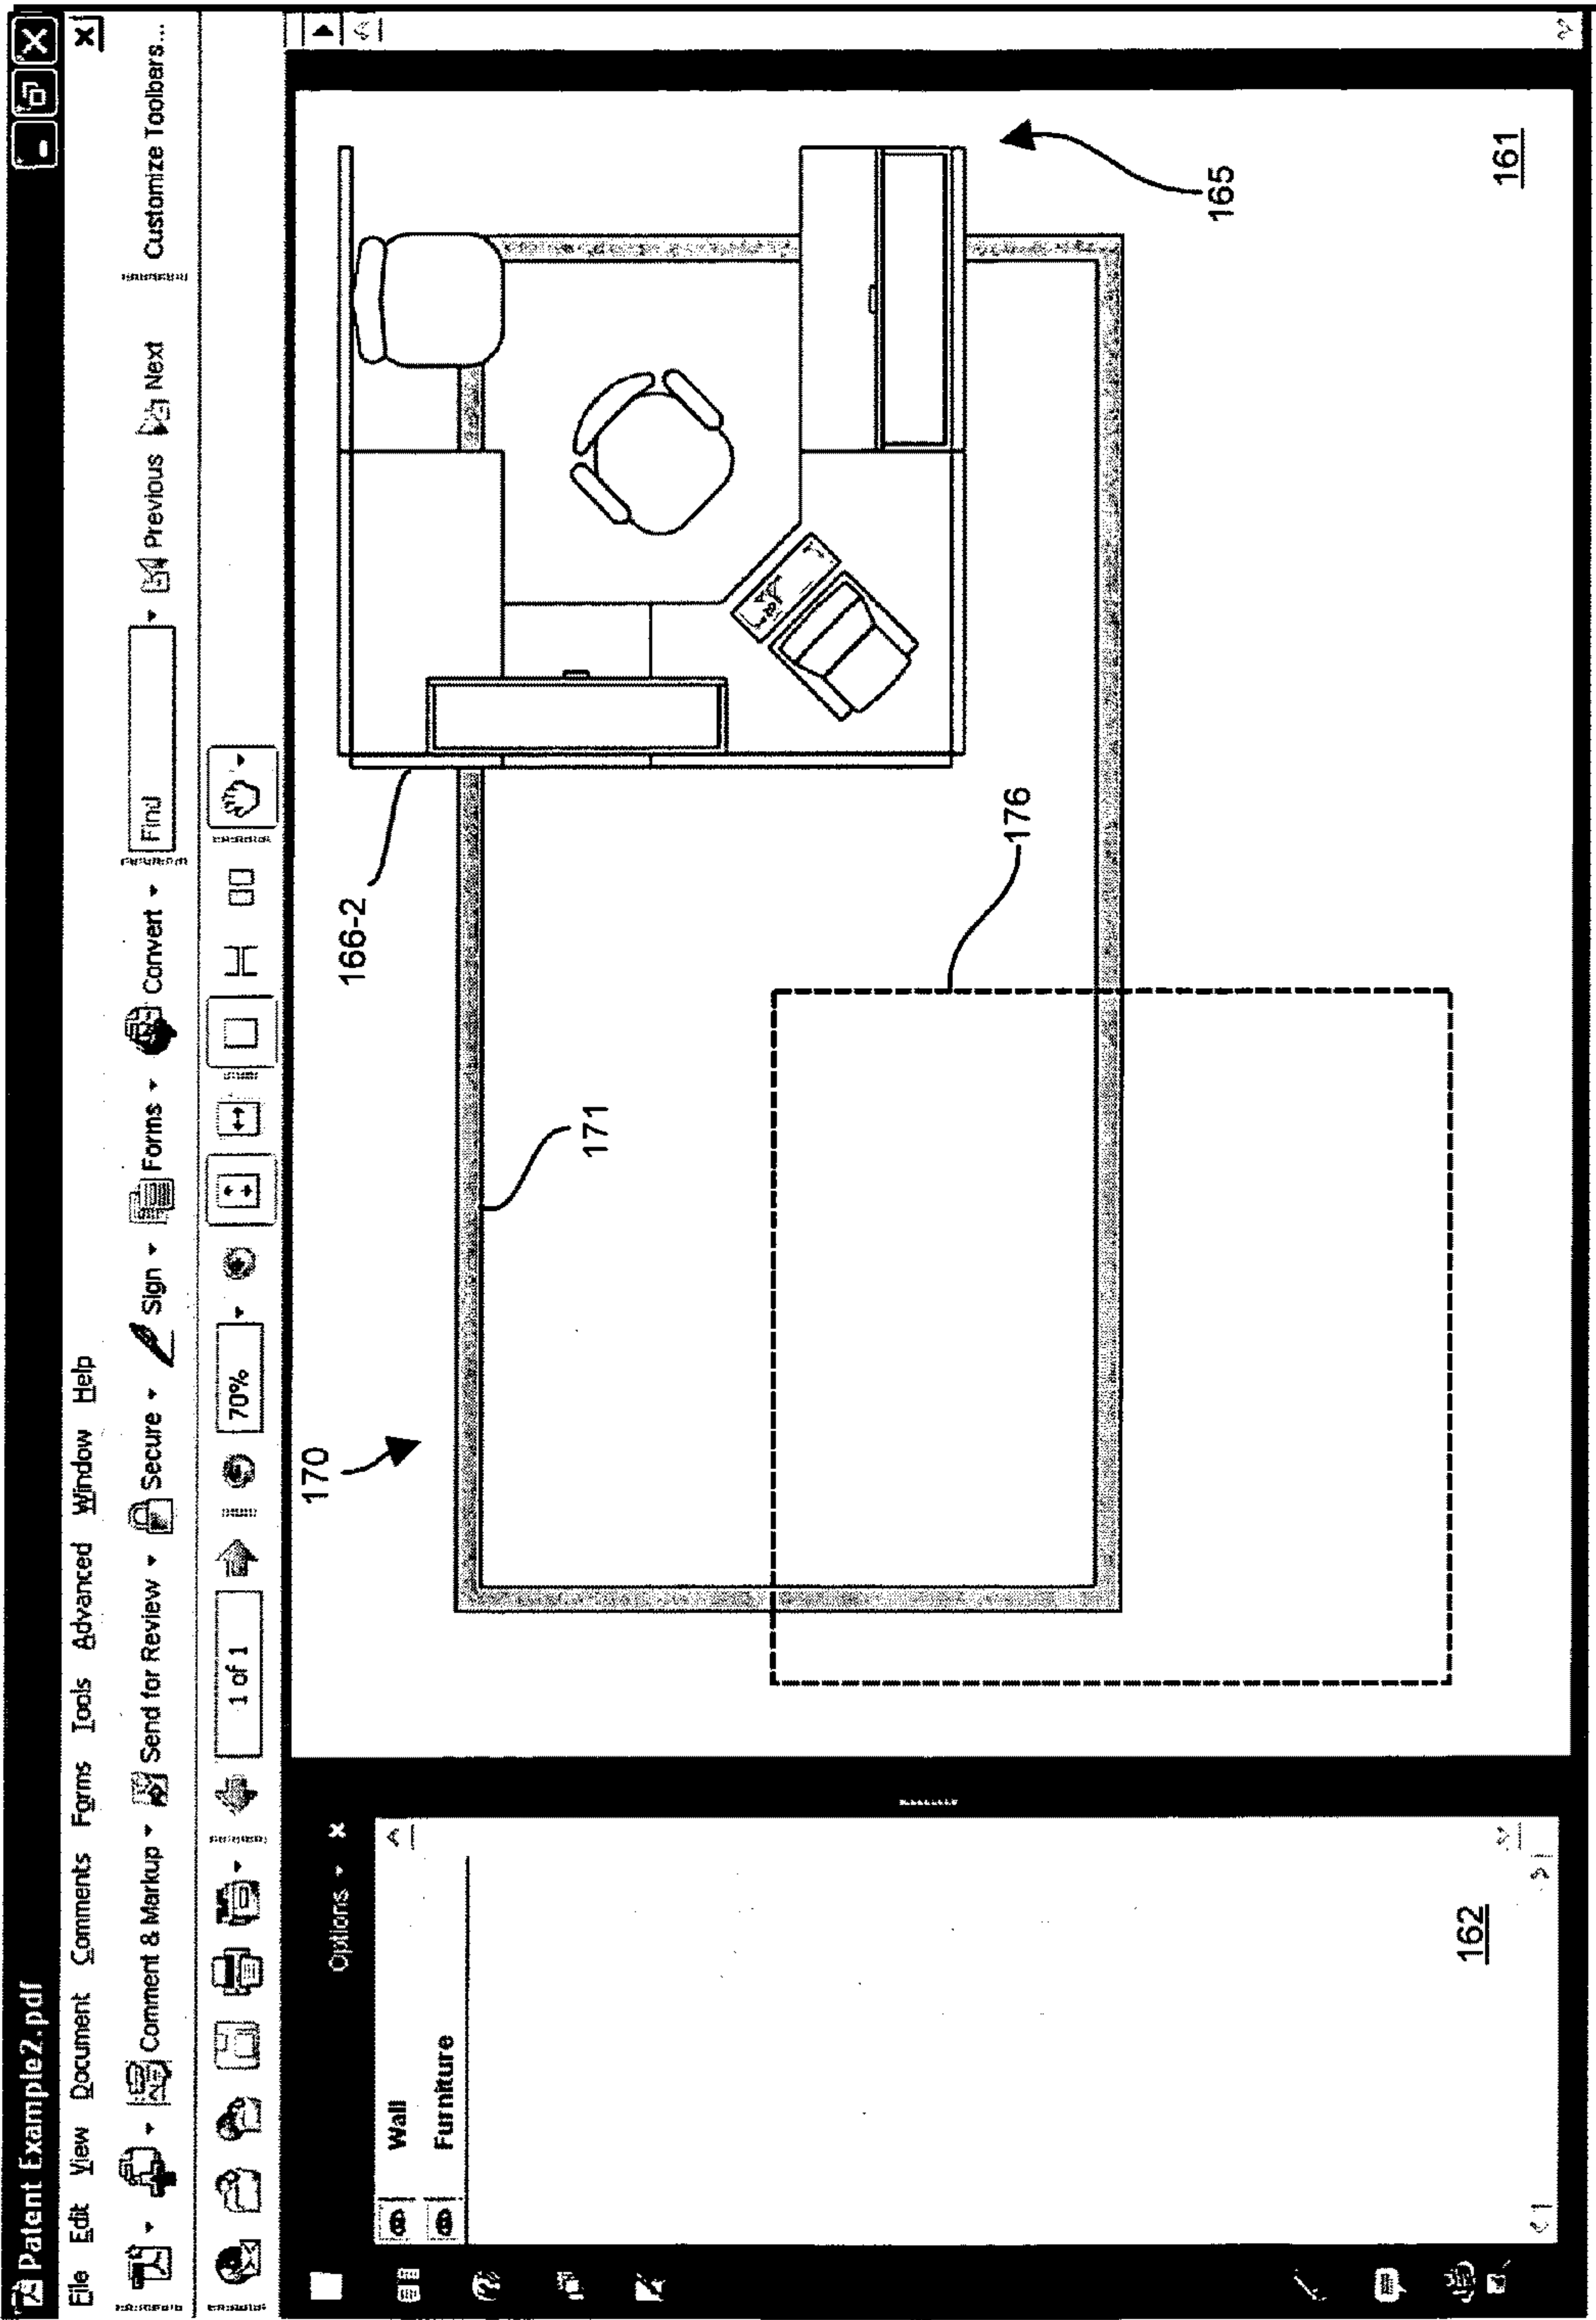 Patent Example2.pdf
File Edit View Document Comments Forms Tools Advanced Window Help
Comment & Markup Send for Review Secure Sign Forms Convert Find Previous Next Customize Toolbers...
1 of 1 70%
Options
Wall
Furniture
162
170
166-2
171
176
165
161